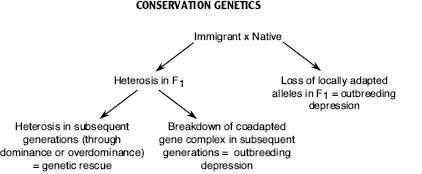 CONSERVATION GENETICS
Immigrant x Native
Heterosis in F1
Loss of locally adapted
alleles in F1 = outbreeding
depression
Heterosis in subsequent
generations (through
dominance or overdominance)
= genetic rescue
Breakdown of coadapted
gene complex in subsequent
generations = outbreeding
depression